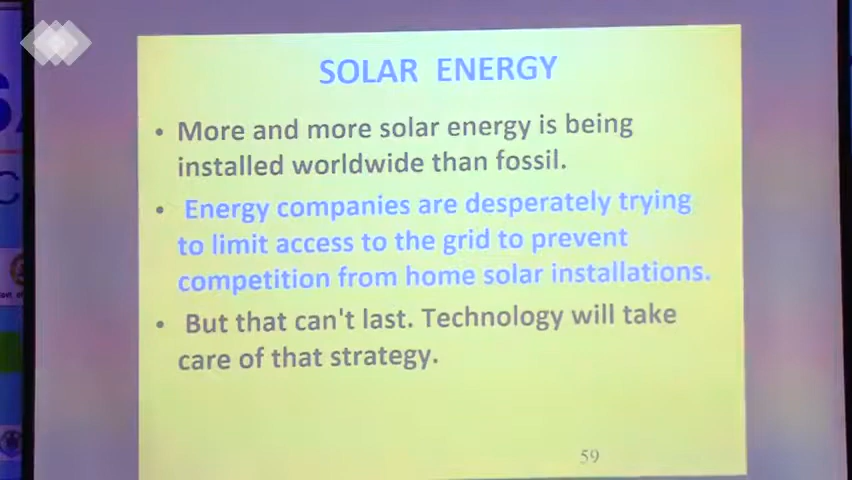 SOLAR ENERGY
• More and more solar energy is being
installed worldwide than fossil.
• Energy companies are desperately trying
to limit access to the grid to prevent
competition from home solar installations.
• But that can't last. Technology will take
care of that strategy.
59